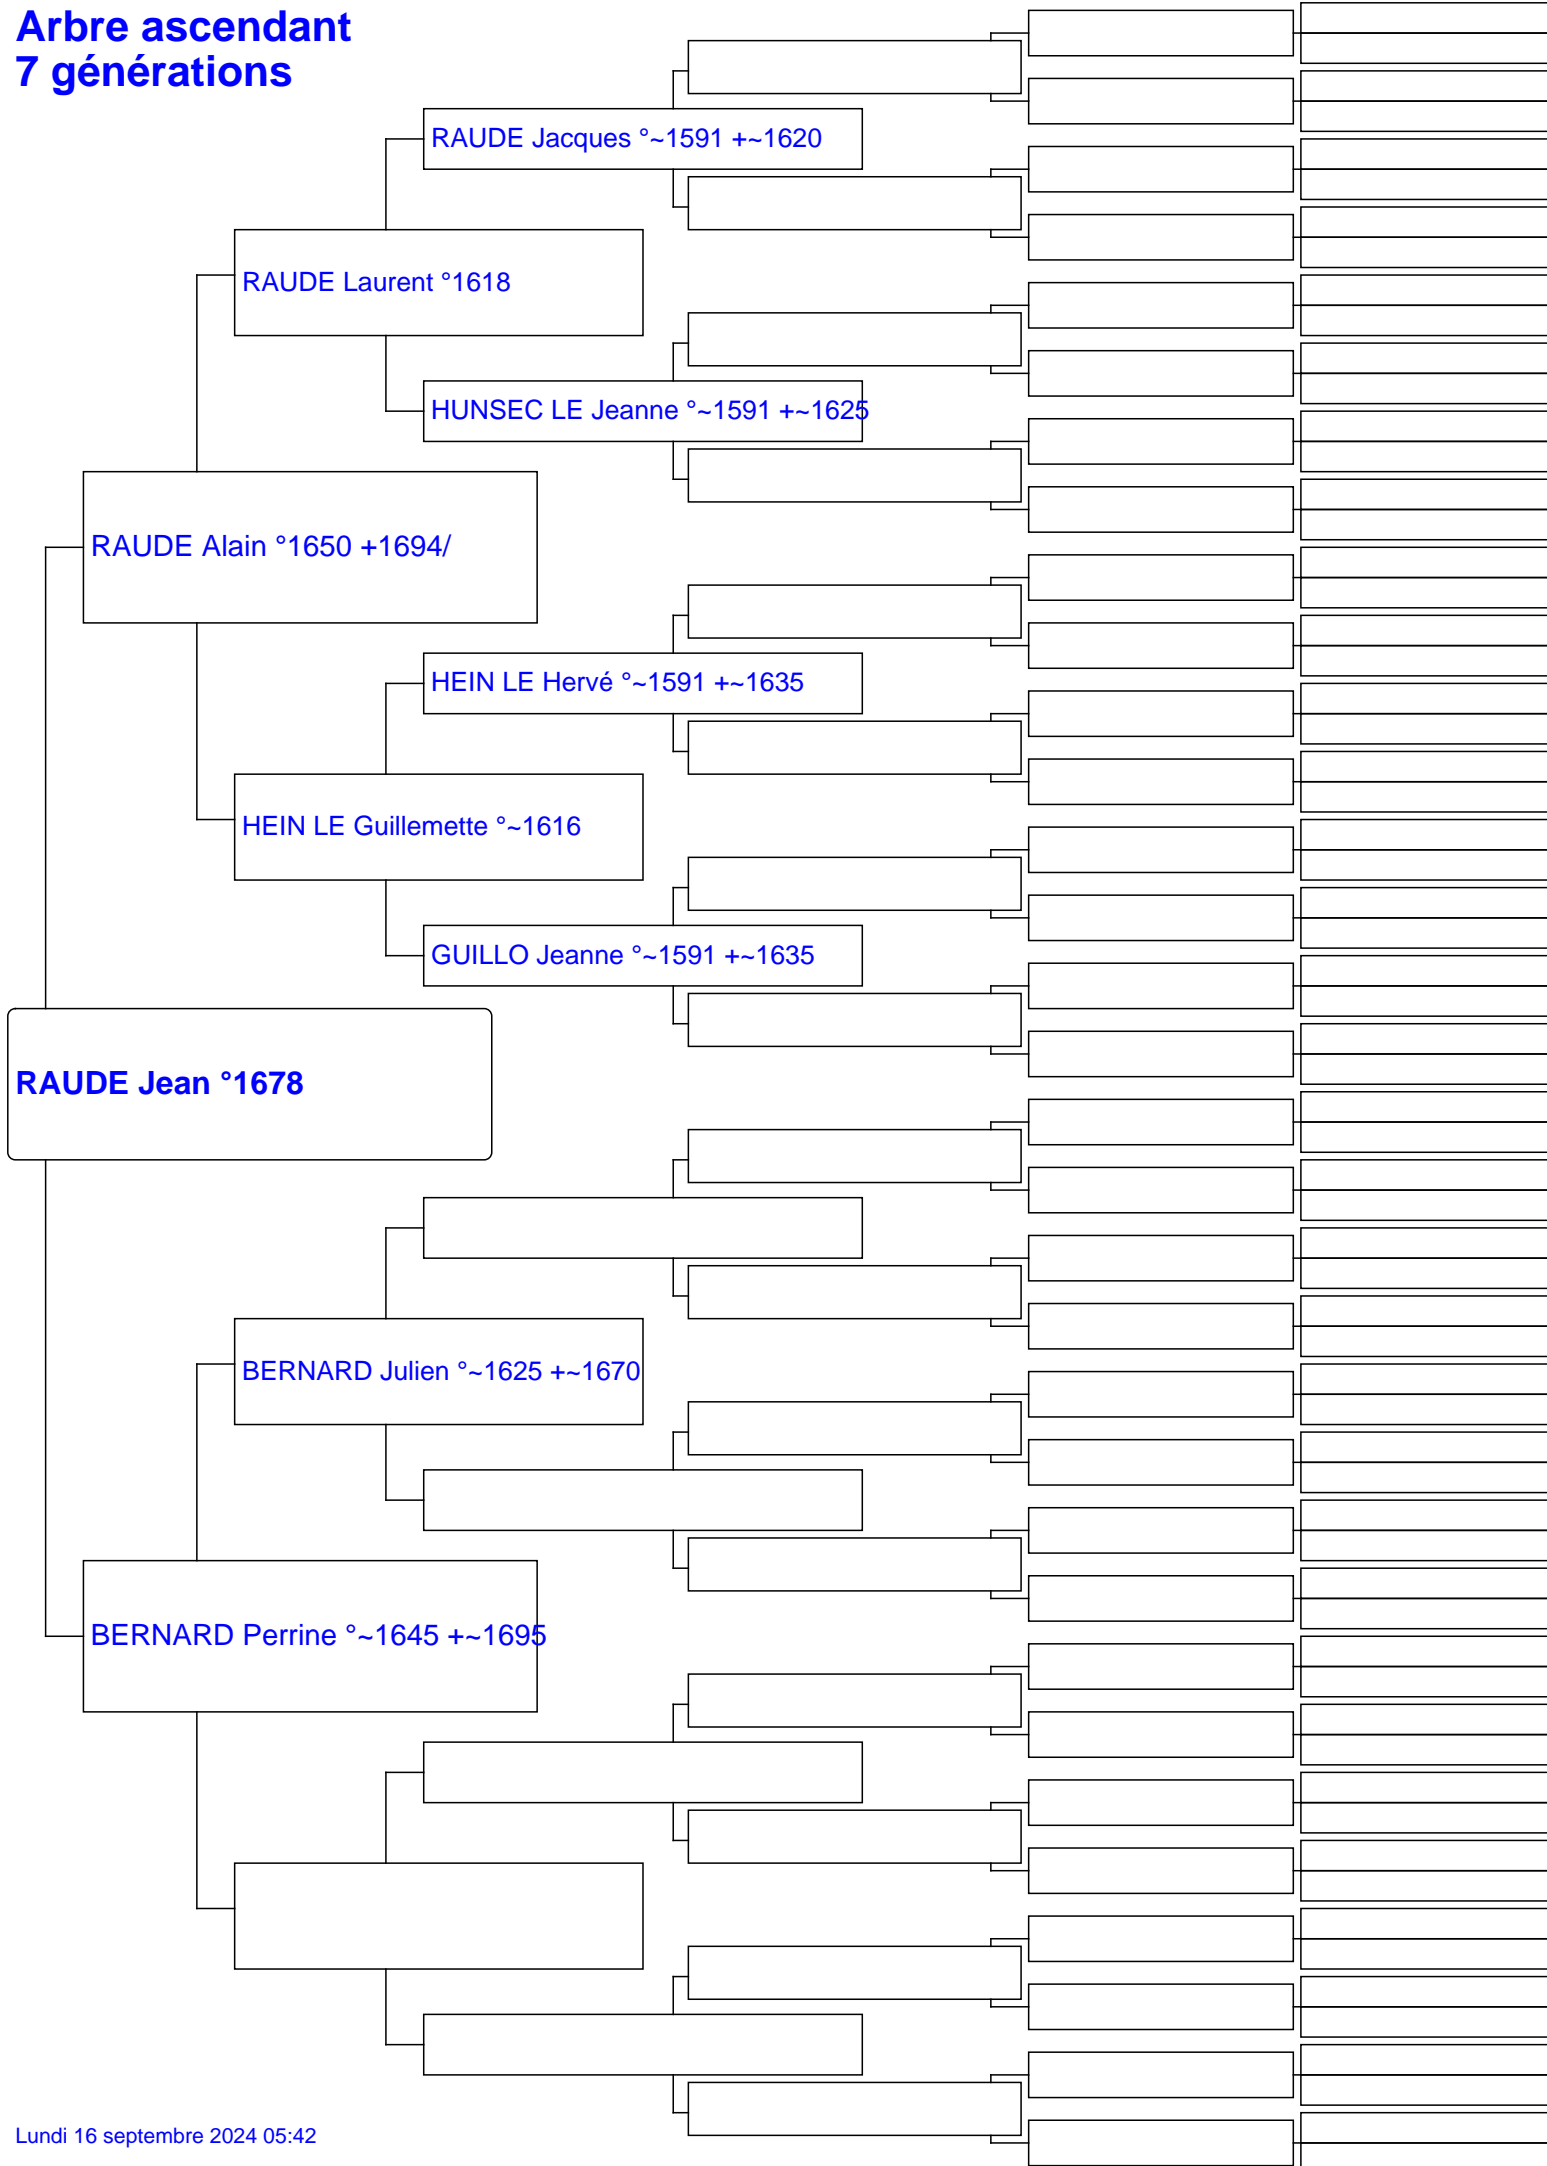 Arbre ascendant
7 générations
RAUDE Jacques °~1591 +~1620
RAUDE Laurent °1618
HUNSEC LE Jeanne °~1591 +~1625
RAUDE Alain °1650 +1694/
HEIN LE Hervé °~1591 +~1635
HEIN LE Guillemette °~1616
GUILLO Jeanne °~1591 +~1635
RAUDE Jean °1678
BERNARD Julien °~1625 +~1670
BERNARD Perrine °~1645 +~1695
Lundi 16 septembre 2024 05:42